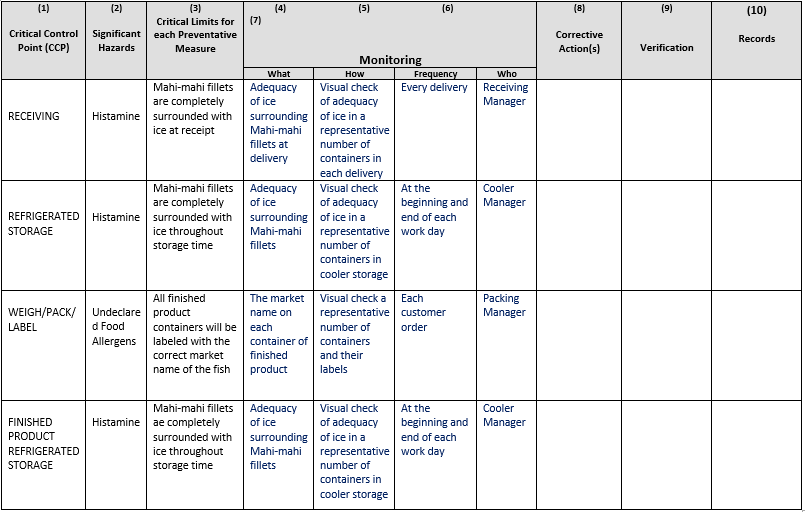 (1) (2) (3) (4) (5) (6) (8) (9) (10)
(7)
Critical Control
Point (CCP)
Significant
Hazards
Critical Limits for
each Preventative
Measure
Monitoring
Corrective
Action(s)
Verification
Records
What How Frequency Who
RECEIVING
Histamine
Mahi-mahi fillets
are completely
surrounded with
ice at receipt
Adequacy
of ice
surrounding
Mahi-mahi
fillets at
delivery
Visual check
of adequacy
of ice in a
representative
number of
containers in
each delivery
Every delivery
Receiving
Manager
REFRIGERATED
STORAGE
Histamine
Mahi-mahi fillets
are completely
surrounded with
ice throughout
storage time
Adequacy
of ice
surrounding
Mahi-mahi
fillets
Visual check
of adequacy
of ice in a
representative
number of
containers in
cooler storage
At the
beginning and
end of each
work day
Cooler
Manager
WEIGH/PACK/
LABEL
Undeclare
d Food
Allergens
All finished
product
containers will be
labeled with the
correct market
name of the fish
The market
name on
each
container of
finished
product
Visual check a
representative
number of
containers
and their
labels
Each
customer
order
Packing
Manager
FINISHED
PRODUCT
REFRIGERATED
STORAGE
Histamine
Mahi-mahi fillets
ae completely
surrounded with
ice throughout
storage time
Adequacy
of ice
surrounding
Mahi-mahi
fillets
Visual check
of adequacy
of ice in a
representative
number of
containers in
cooler storage
At the
beginning and
end of each
work day
Cooler
Manager